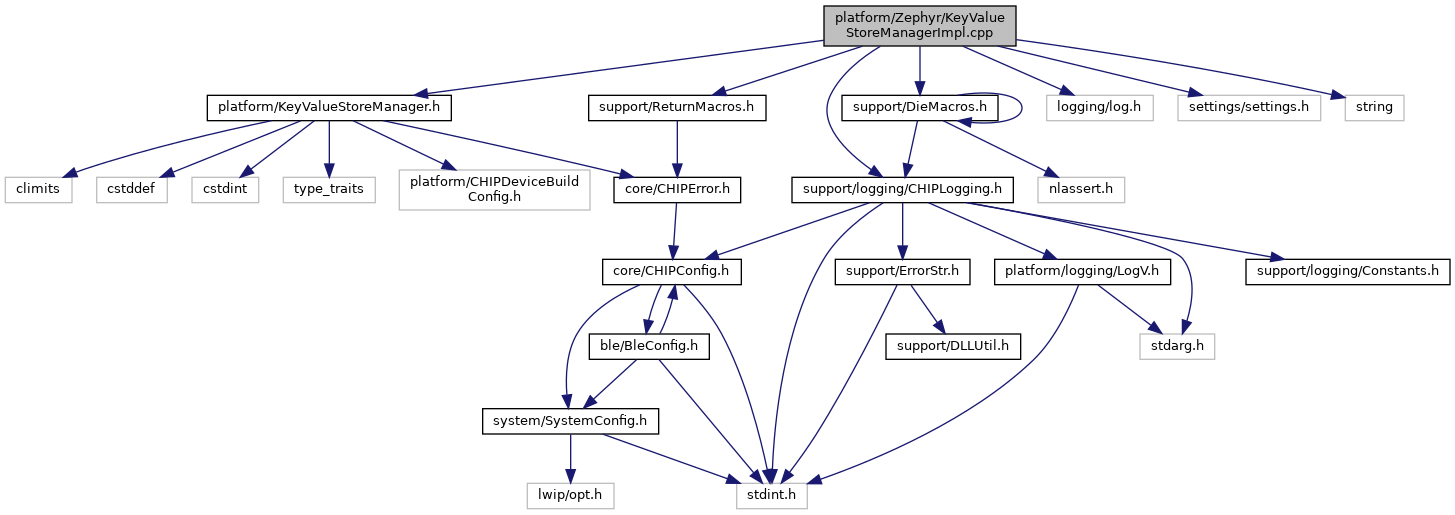 platform/Zephyr/KeyValue
StoreManagerImpl.cpp
platform/KeyValueStoreManager.h
support/ReturnMacros.h
support/DieMacros.h
logging/log.h
settings/settings.h
string
climits
cstddef
cstdint
type_traits
platform/CHIPDeviceBuild
Config.h
core/CHIPError.h
support/logging/CHIPLogging.h
nlassert.h
core/CHIPConfig.h
support/ErrorStr.h
platform/logging/LogV.h
support/logging/Constants.h
ble/BleConfig.h
support/DLLUtil.h
stdarg.h
system/SystemConfig.h
lwip/opt.h
stdint.h